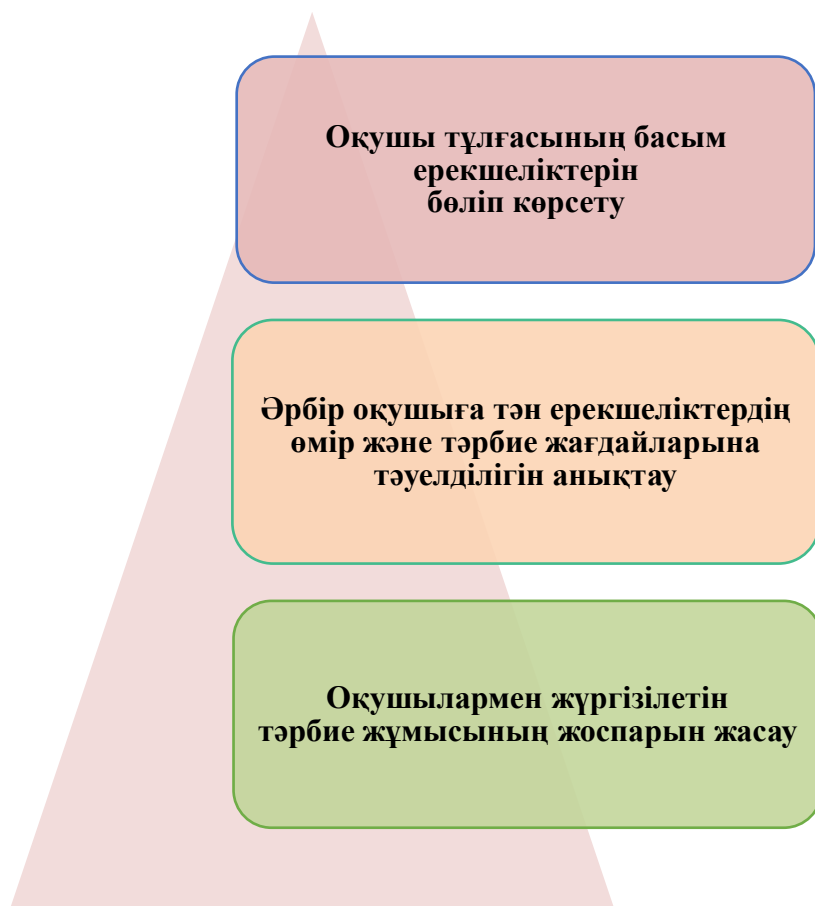 Оқушы тұлғасының басым
ерекшеліктерін
бөліп көрсету
Әрбір оқушыға тән ерекшеліктердің
өмір және тәрбие жағдайларына
тәуелділігін анықтау
Оқушылармен жүргізілетін
тәрбие жұмысының жоспарын жасау